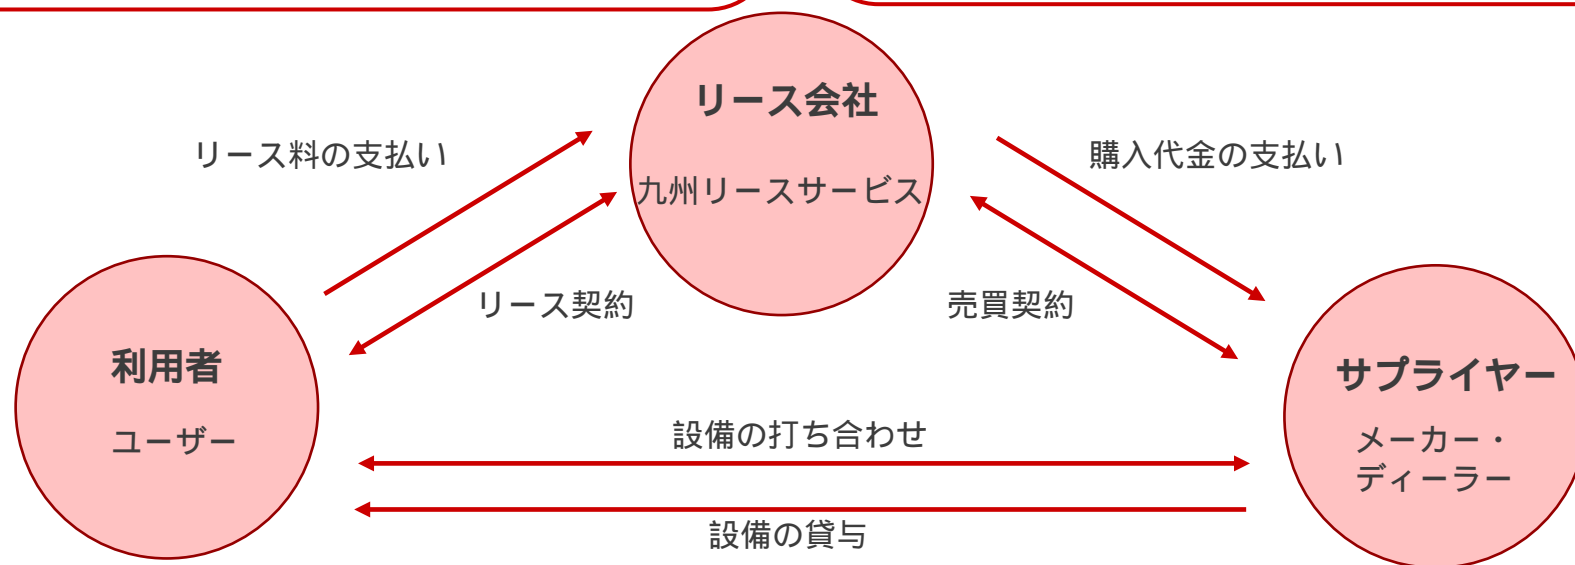 リース会社
九州リースサービス
リース料の支払い
購入代金の支払い
リース契約
売買契約
利用者
ユーザー
サプライヤー
メーカー・
ディーラー
設備の打ち合わせ
設備の貸与